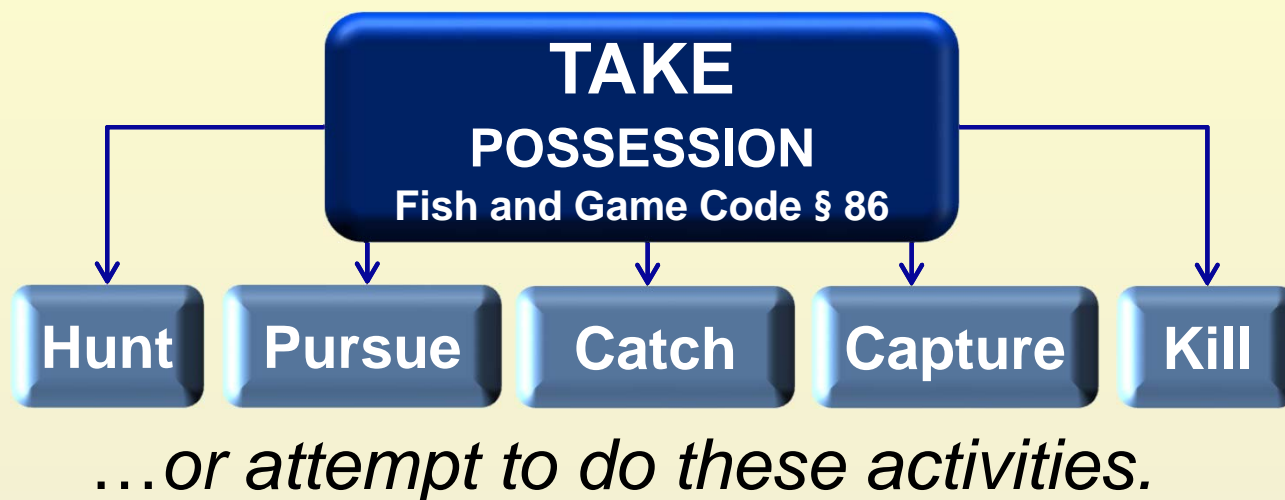 TAKE
POSSESSION
Fish and Game Code § 86
Hunt Pursue Catch Capture Kill
…or attempt to do these activities.